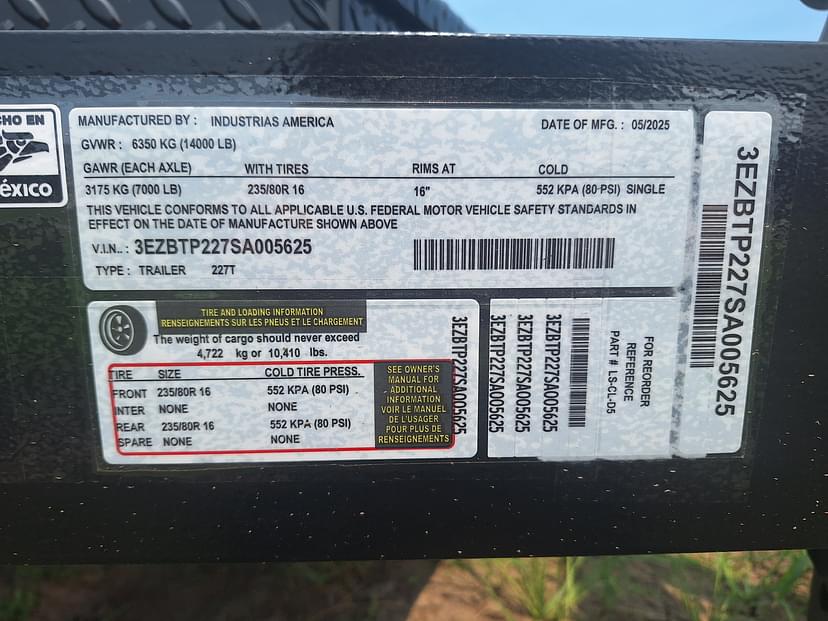 CHO EN
éxico
MANUFACTURED BY : INDUSTRIAS AMERICA
DATE OF MFG. : 05/2025
GVWR : 6350 KG (14000 LB)
GAWR (EACH AXLE) WITH TIRES RIMS AT COLD
3175 KG (7000 LB) 235/80R 16 16" 552 KPA (80 PSI) SINGLE
THIS VEHICLE CONFORMS TO ALL APPLICABLE U.S. FEDERAL MOTOR VEHICLE SAFETY STANDARDS IN
EFFECT ON THE DATE OF MANUFACTURE SHOWN ABOVE
V.I.N.. : 3EZBTP227SA005625
TYPE : TRAILER 227T
3EZBTP227SA005625
TIRE AND LOADING INFORMATION
RENSEIGNEMENTS SUR LES PNEUS ET LE CHARGEMENT
The weight of cargo should never exceed
4,722 kg or 10,410 lbs.
TIRE SIZE COLD TIRE PRESS.
FRONT 235/80R 16 552 KPA (80 PSI)
INTER NONE NONE
REAR 235/80R 16 552 KPA (80 PSI)
SPARE NONE NONE
SEE OWNER'S
MANUAL FOR
ADDITIONAL
INFORMATION
VOIR LE MANUEL
DE L'USAGER
POUR PLUS DE
RENSEIGNEMENTS
3EZBTP227SA005625
3EZBTP227SA005625
3EZBTP227SA005625
3EZBTP227SA005625
FOR REORDER
REFERENCE
PART # LS-CL-D5